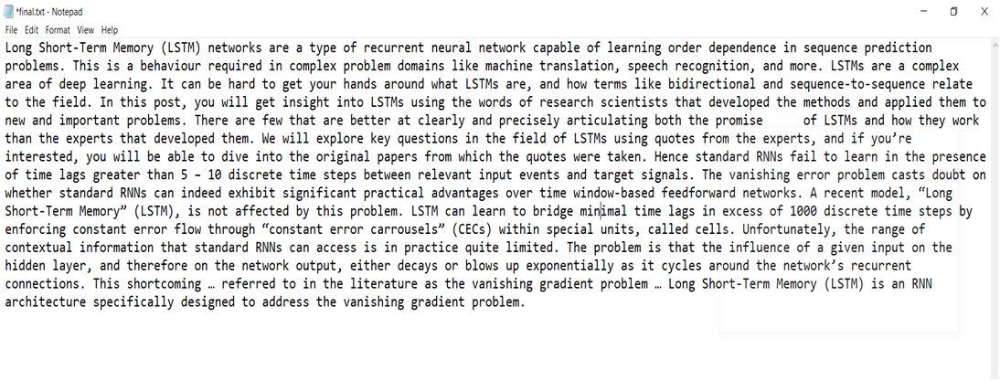 *final.txt - Notepad
File Edit Format View Help
Long Short-Term Memory (LSTM) networks are a type of recurrent neural network capable of learning order dependence in sequence prediction
problems. This is a behaviour required in complex problem domains like machine translation, speech recognition, and more. LSTMs are a complex
area of deep learning. It can be hard to get your hands around what LSTMs are, and how terms like bidirectional and sequence-to-sequence relate
to the field. In this post, you will get insight into LSTMs using the words of research scientists that developed the methods and applied them to
new and important problems. There are few that are better at clearly and precisely articulating both the promise of LSTMs and how they work
than the experts that developed them. We will explore key questions in the field of LSTMs using quotes from the experts, and if you’re
interested, you will be able to dive into the original papers from which the quotes were taken. Hence standard RNNs fail to learn in the presence
of time lags greater than 5 – 10 discrete time steps between relevant input events and target signals. The vanishing error problem casts doubt on
whether standard RNNs can indeed exhibit significant practical advantages over time window-based feedforward networks. A recent model, “Long
Short-Term Memory” (LSTM), is not affected by this problem. LSTM can learn to bridge minimal time lags in excess of 1000 discrete time steps by
enforcing constant error flow through “constant error carrousels” (CECs) within special units, called cells. Unfortunately, the range of
contextual information that standard RNNs can access is in practice quite limited. The problem is that the influence of a given input on the
hidden layer, and therefore on the network output, either decays or blows up exponentially as it cycles around the network’s recurrent
connections. This shortcoming … referred to in the literature as the vanishing gradient problem … Long Short-Term Memory (LSTM) is an RNN
architecture specifically designed to address the vanishing gradient problem.